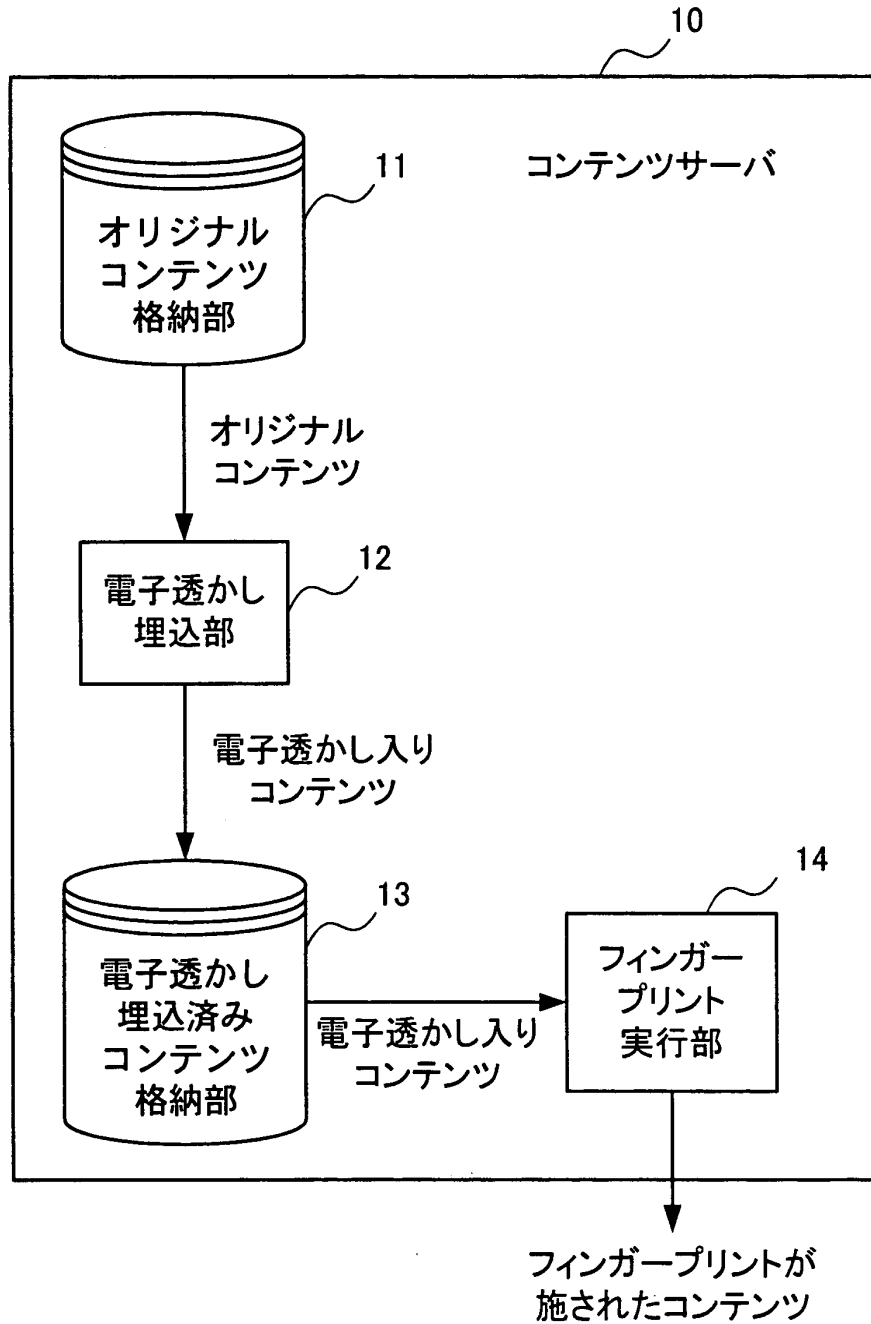 10
コンテンツサーバ
11
オリジナル
コンテンツ
格納部
オリジナル
コンテンツ
12
電子透かし
埋込部
電子透かし入り
コンテンツ
13
電子透かし
埋込済み
コンテンツ
格納部
電子透かし入り
コンテンツ
14
フィンガー
プリント
実行部
フィンガープリントが
施されたコンテンツ